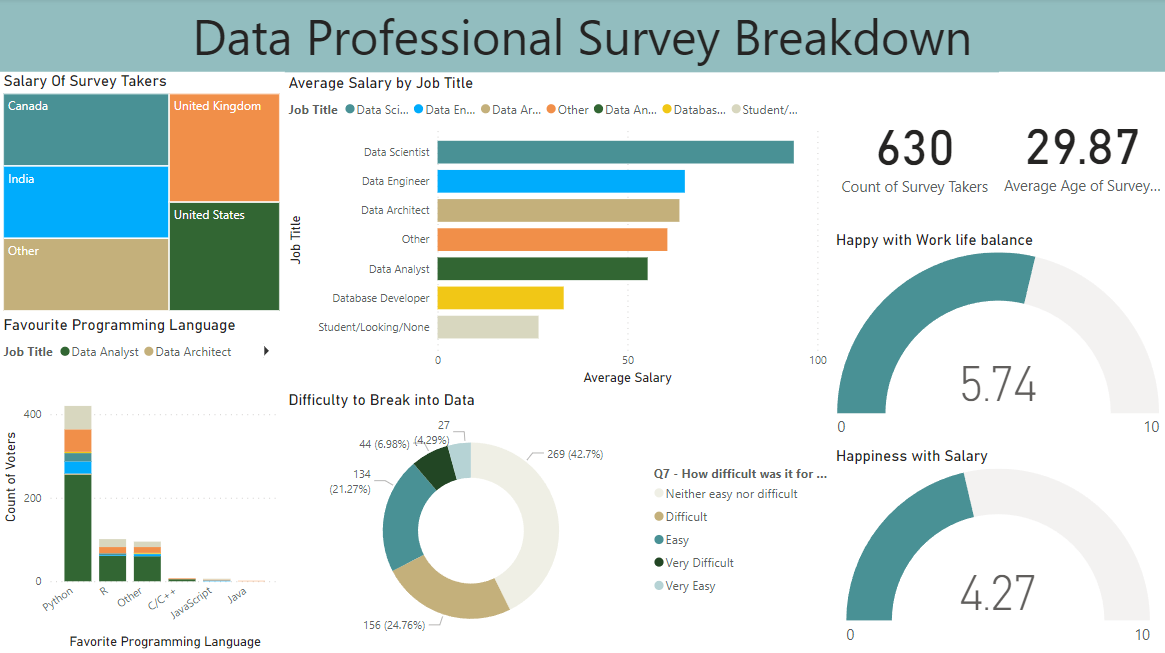 Data Professional Survey Breakdown
Salary Of Survey Takers
Canada
United Kingdom
India
United States
Other
Average Salary by Job Title
Job Title Data Sci... Data En... Data Ar... Other Data An... Databas... Student/...
Job Title
Data Scientist
Data Engineer
Data Architect
Other
Data Analyst
Database Developer
Student/Looking/None
0 50 100
Average Salary
630
Count of Survey Takers
29.87
Average Age of Survey...
Happy with Work life balance
5.74
0 10
Favourite Programming Language
Job Title Data Analyst Data Architect
Count of Voters
400
200
0
Python R Other C/C++ JavaScript Java
Favorite Programming Language
Difficulty to Break into Data
27
(4.29%)
44 (6.98%)
134
(21.27%)
269 (42.7%)
156 (24.76%)
Q7 - How difficult was it for ...
Neither easy nor difficult
Difficult
Easy
Very Difficult
Very Easy
Happiness with Salary
4.27
0 10